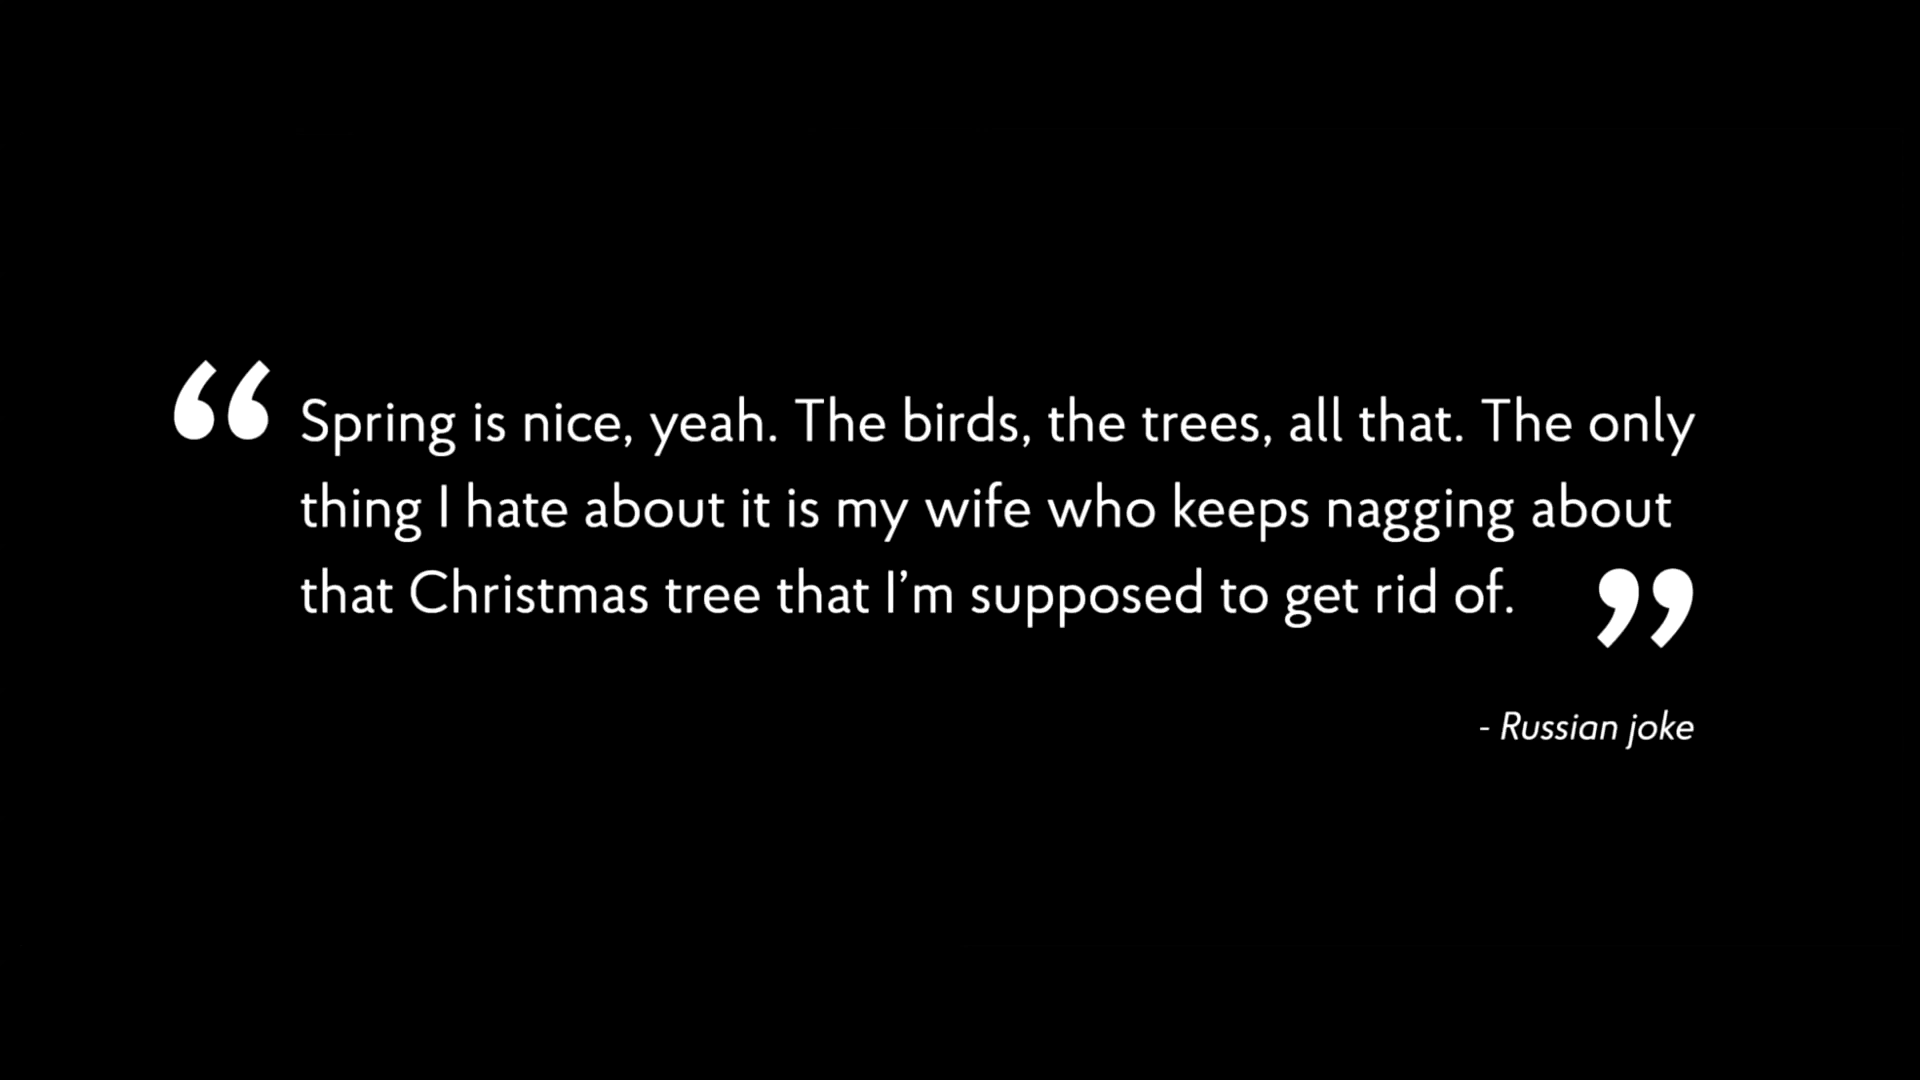 “Spring is nice, yeah. The birds, the trees, all that. The only
thing I hate about it is my wife who keeps nagging about
that Christmas tree that I’m supposed to get rid of.”
- Russian joke